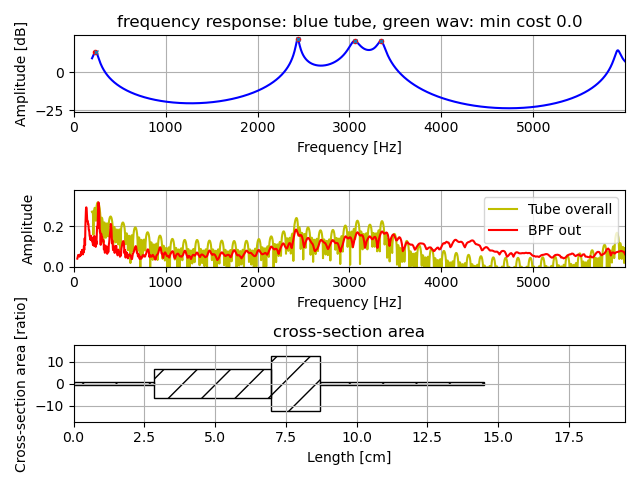 frequency response: blue tube, green wav: min cost 0.0
Amplitude [dB]
0
−25
0 1000 2000 3000 4000 5000
Frequency [Hz]
Amplitude
0.2
0.0
Tube overall
BPF out
0 1000 2000 3000 4000 5000
Frequency [Hz]
cross-section area
Cross-section area [ratio]
10
0
−10
0.0 2.5 5.0 7.5 10.0 12.5 15.0 17.5
Length [cm]